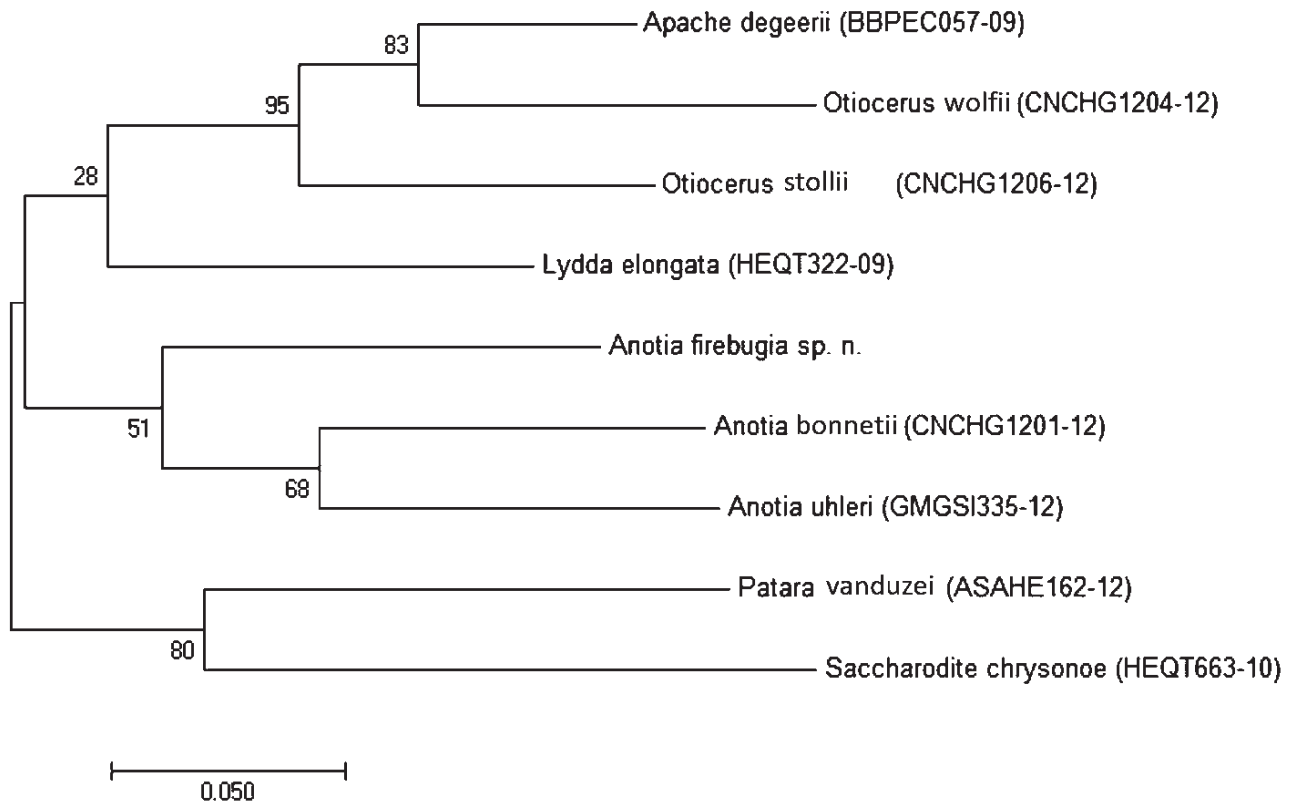 Apache degeerii (BBPEC057-09)
83
Otiocerus wolfii (CNCHG1204-12)
95
Otiocerus stollii (CNCHG1206-12)
28
Lydda elongata (HEQT322-09)
Anotia firebugia sp. n.
51
Anotia bonnetii (CNCHG1201-12)
68
Anotia uhleri (GMGSI335-12)
Patara vanduzei (ASAHE162-12)
80
Saccharodite chrysonoe (HEQT663-10)
0.050